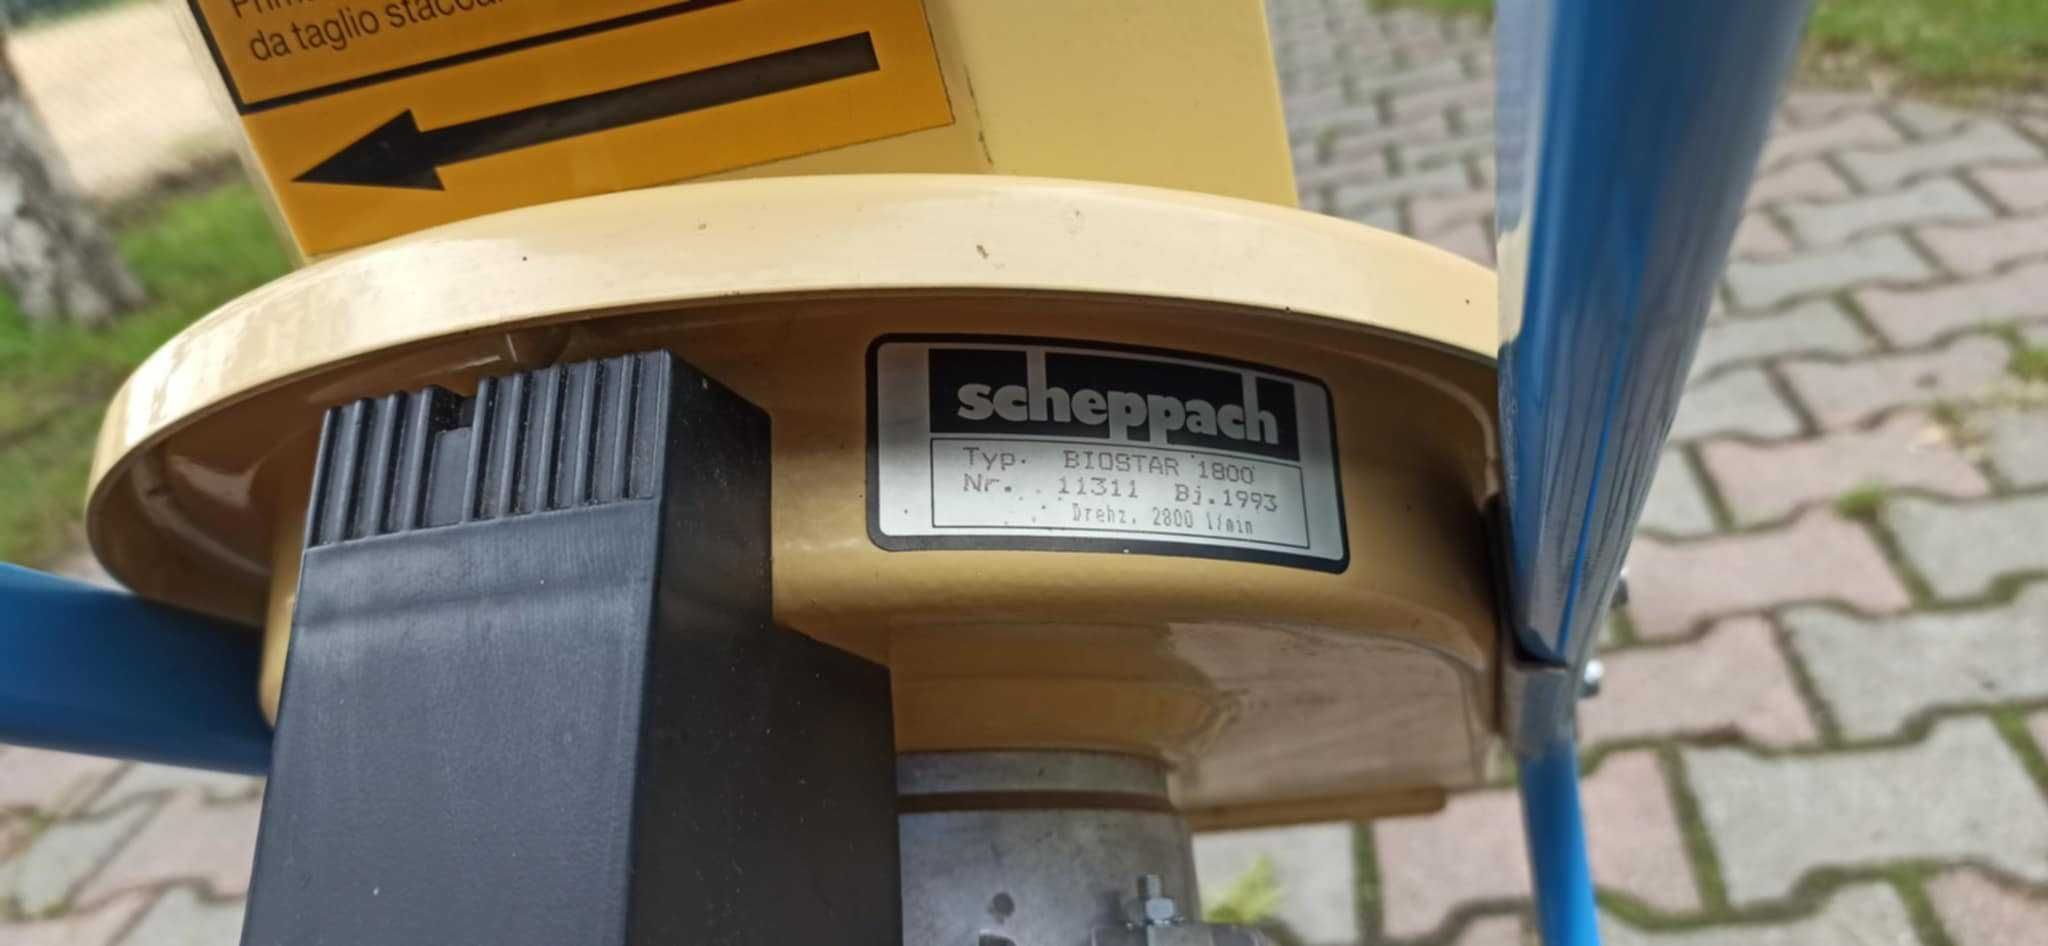 da taglio
scheppach
Typ. BIOSTAR 1800
Nr. 11311 Bj.1993
Drehz. 2800 1/min